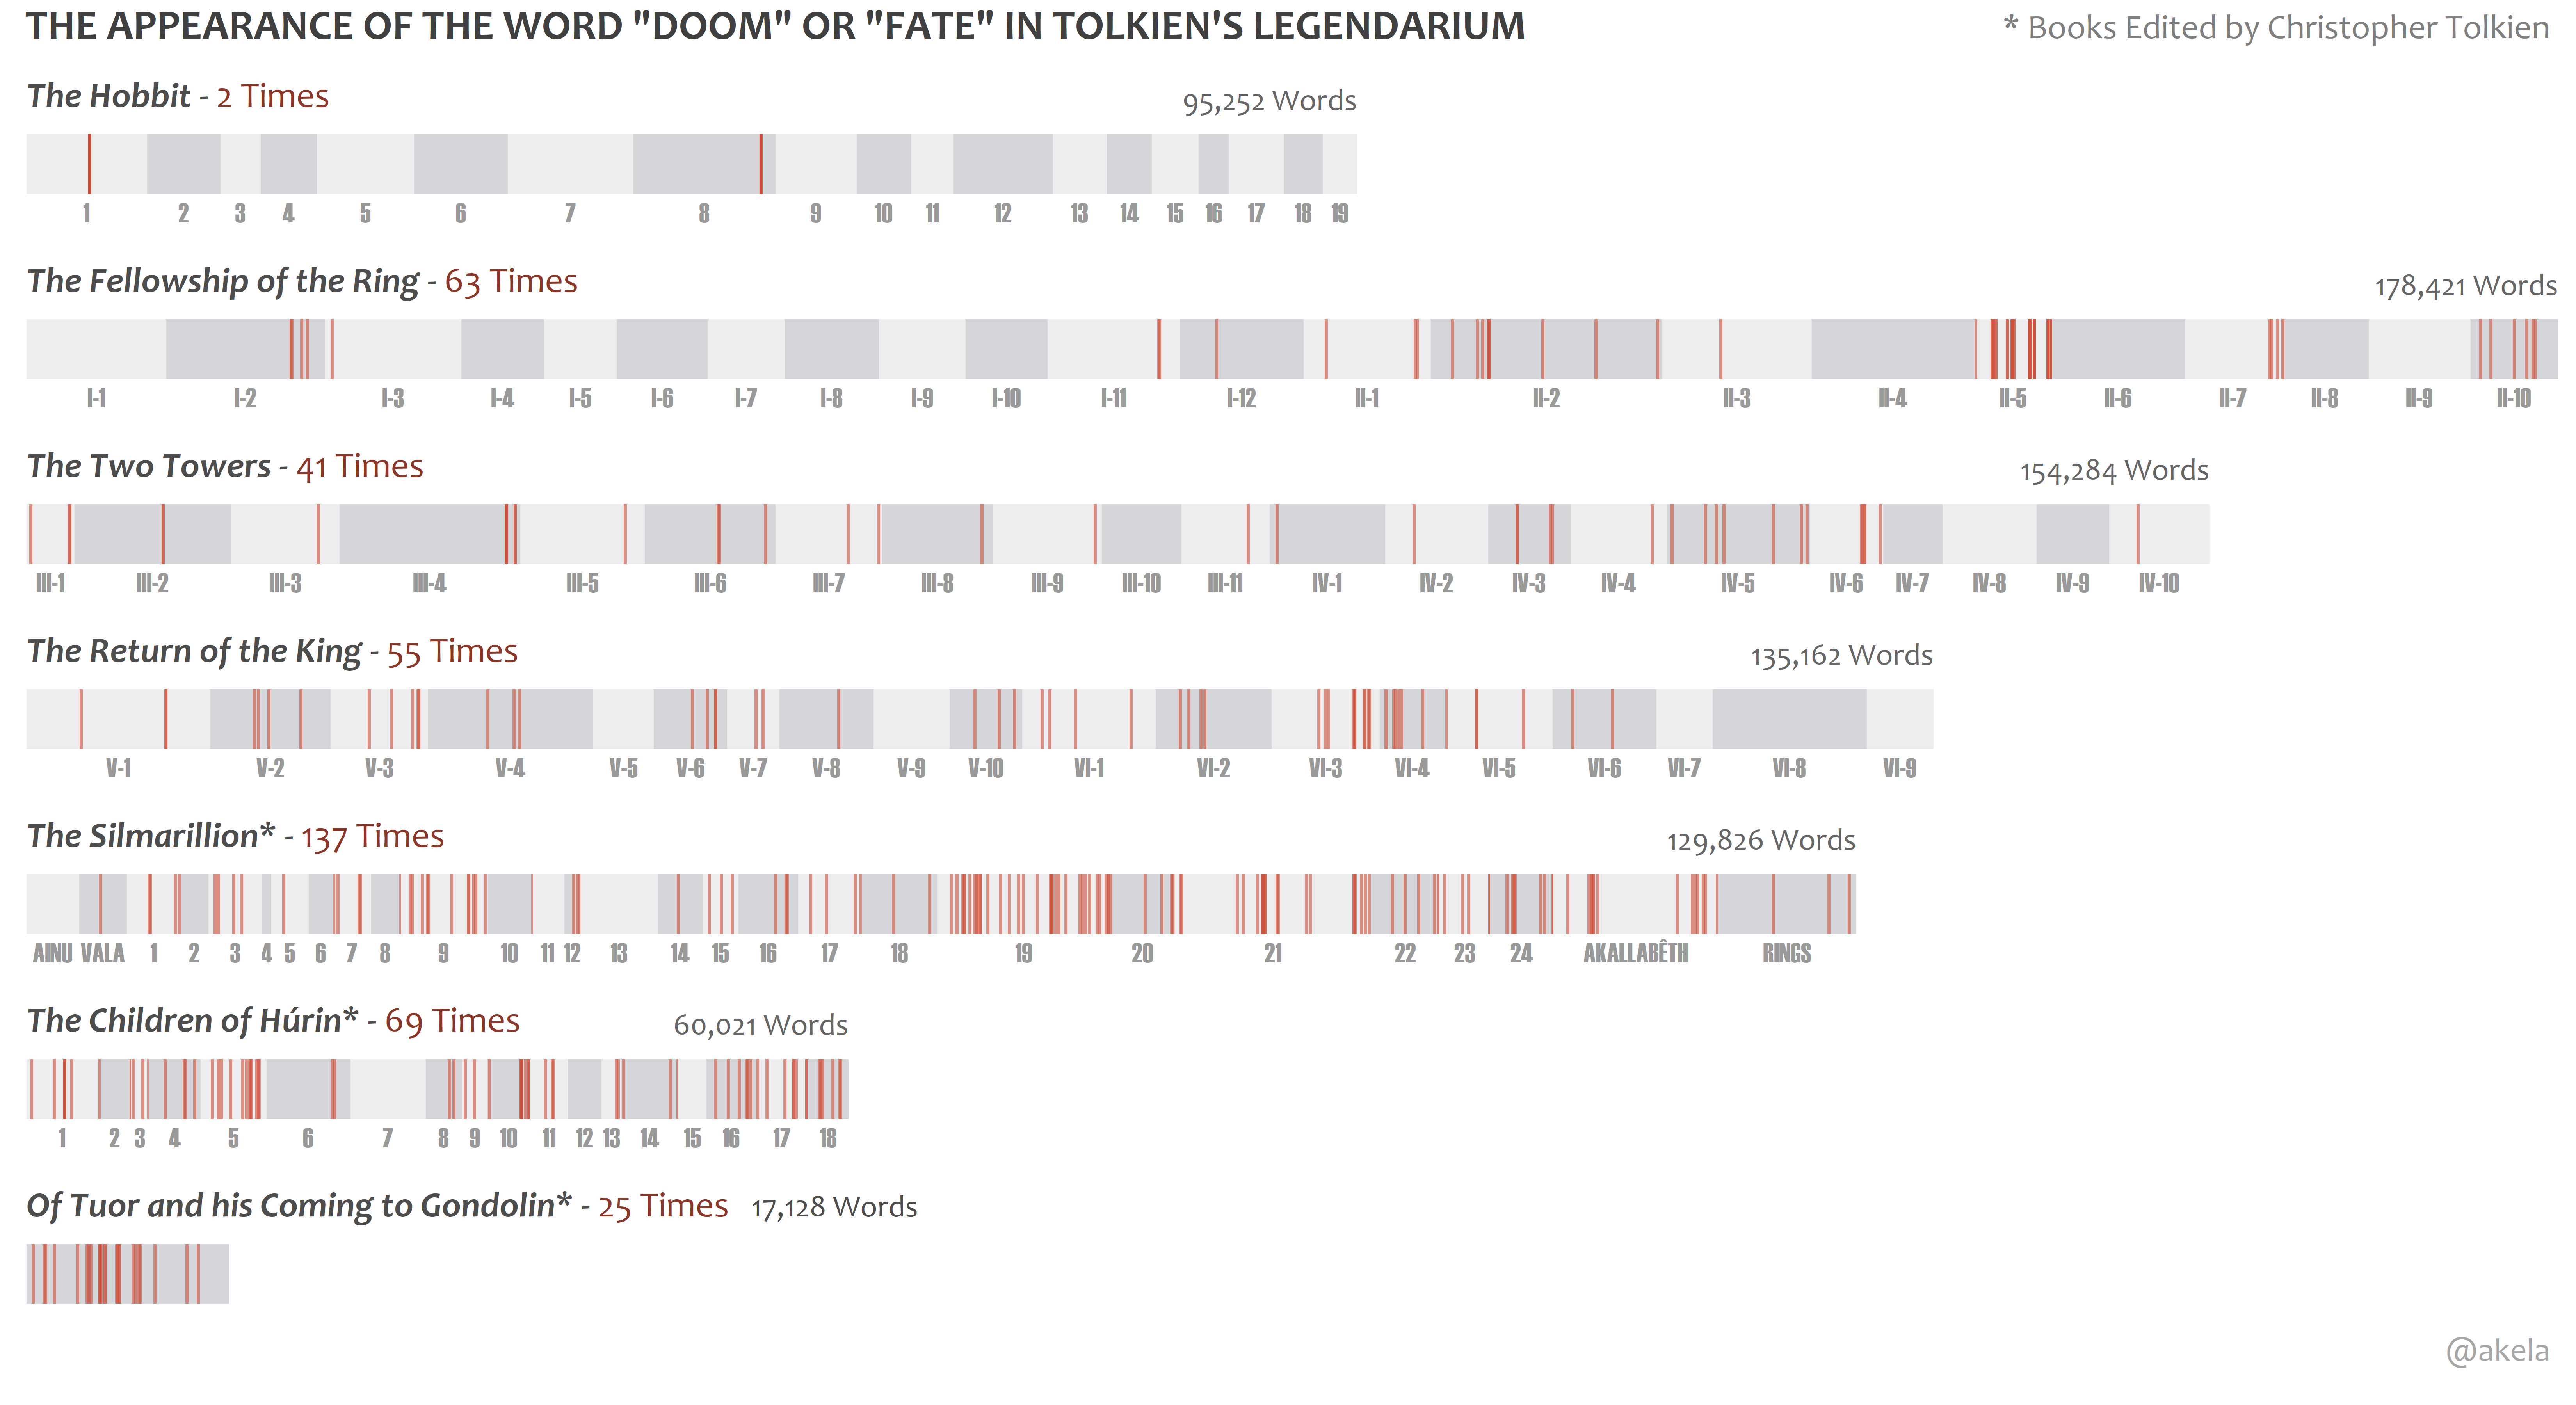 THE APPEARANCE OF THE WORD "DOOM" OR "FATE" IN TOLKIEN'S LEGENDARIUM
* Books Edited by Christopher Tolkien
The Hobbit - 2 Times
95,252 Words
1 2 3 4 5 6 7 8 9 10 11 12 13 14 15 16 17 18 19
The Fellowship of the Ring - 63 Times
178,421 Words
I-1 I-2 I-3 I-4 I-5 I-6 I-7 I-8 I-9 I-10 I-11 I-12 II-1 II-2 II-3 II-4 II-5 II-6 II-7 II-8 II-9 II-10
The Two Towers - 41 Times
154,284 Words
III-1 III-2 III-3 III-4 III-5 III-6 III-7 III-8 III-9 III-10 III-11 IV-1 IV-2 IV-3 IV-4 IV-5 IV-6 IV-7 IV-8 IV-9 IV-10
The Return of the King - 55 Times
135,162 Words
V-1 V-2 V-3 V-4 V-5 V-6 V-7 V-8 V-9 V-10 VI-1 VI-2 VI-3 VI-4 VI-5 VI-6 VI-7 VI-8 VI-9
The Silmarillion* - 137 Times
129,826 Words
AINU VALA 1 2 3 4 5 6 7 8 9 10 11 12 13 14 15 16 17 18 19 20 21 22 23 24 AKALLABÊTH RINGS
The Children of Húrin* - 69 Times
60,021 Words
1 2 3 4 5 6 7 8 9 10 11 12 13 14 15 16 17 18
Of Tuor and his Coming to Gondolin* - 25 Times
17,128 Words
@akela